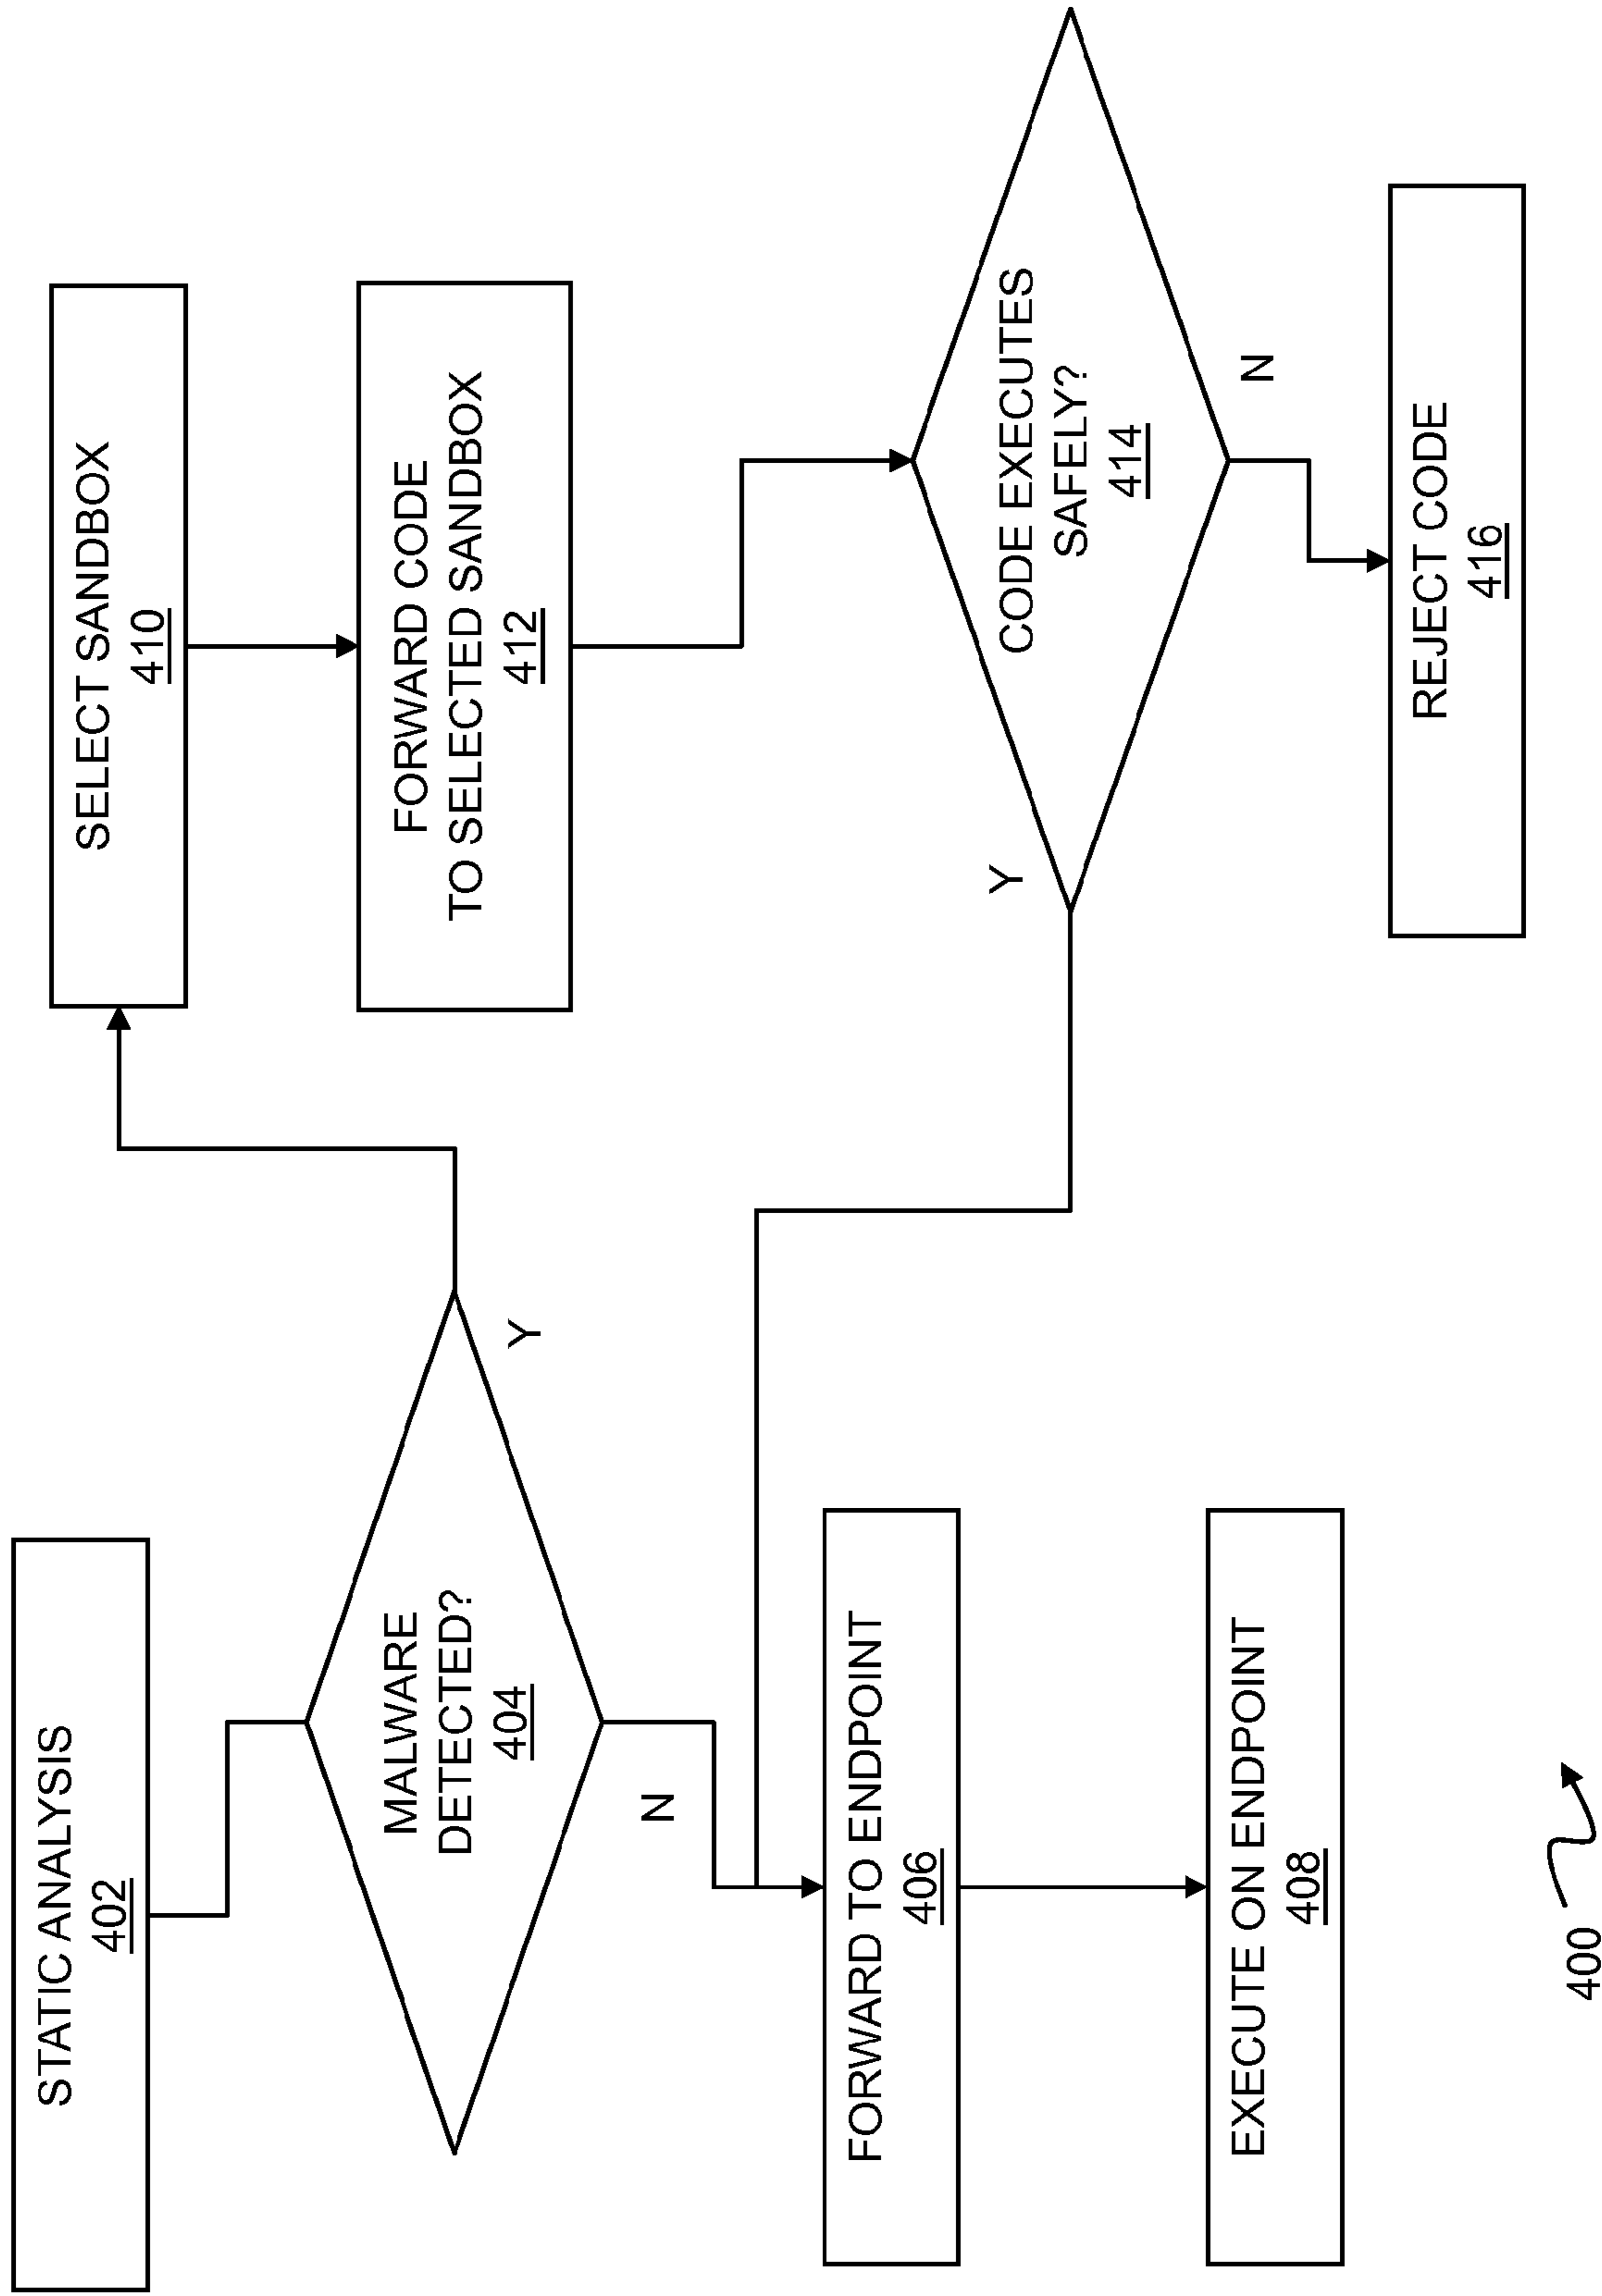 STATIC ANALYSIS
402
MALWARE
DETECTED?
404
Y
N
FORWARD TO ENDPOINT
406
EXECUTE ON ENDPOINT
408
SELECT SANDBOX
410
FORWARD CODE
TO SELECTED SANDBOX
412
CODE EXECUTES
SAFELY?
414
Y
N
REJECT CODE
416
400